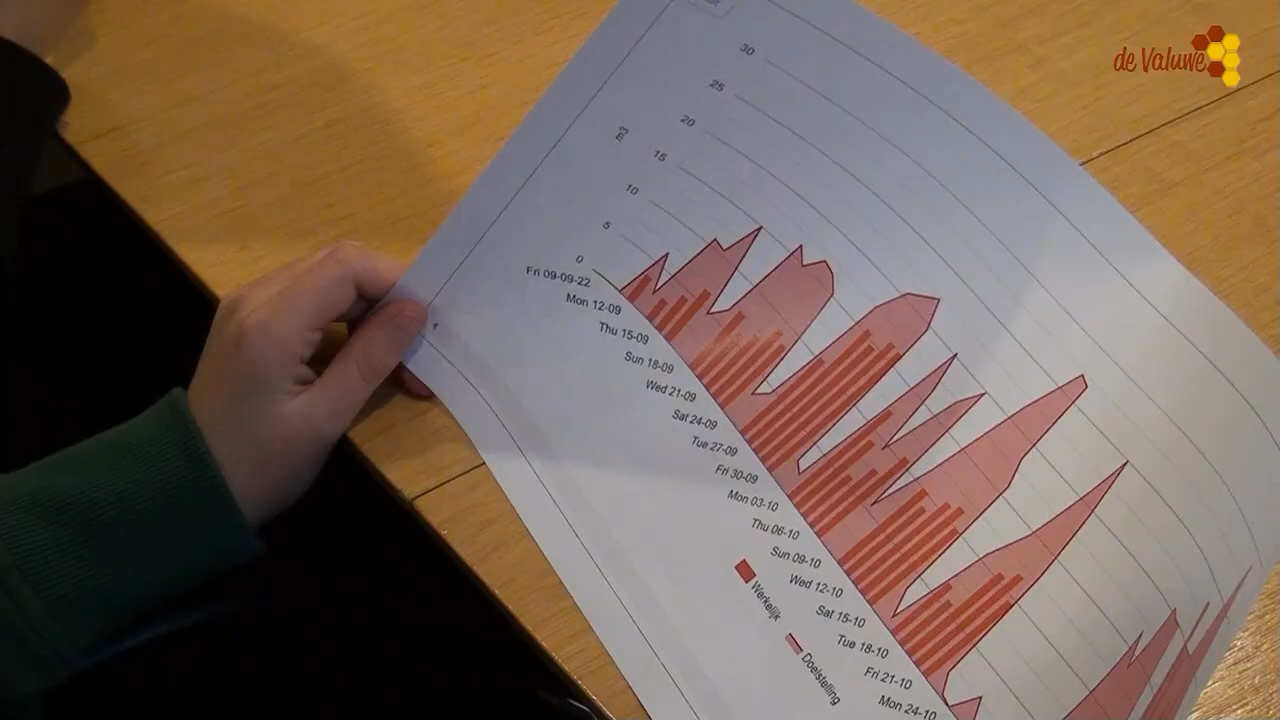 de Valuwe
30
25
20
15
10
5
0
m3
Fri 09-09-22
Mon 12-09
Thu 15-09
Sun 18-09
Wed 21-09
Sat 24-09
Tue 27-09
Fri 30-09
Mon 03-10
Thu 06-10
Sun 09-10
Wed 12-10
Sat 15-10
Tue 18-10
Fri 21-10
Mon 24-10
Werkelijk
Doelstelling